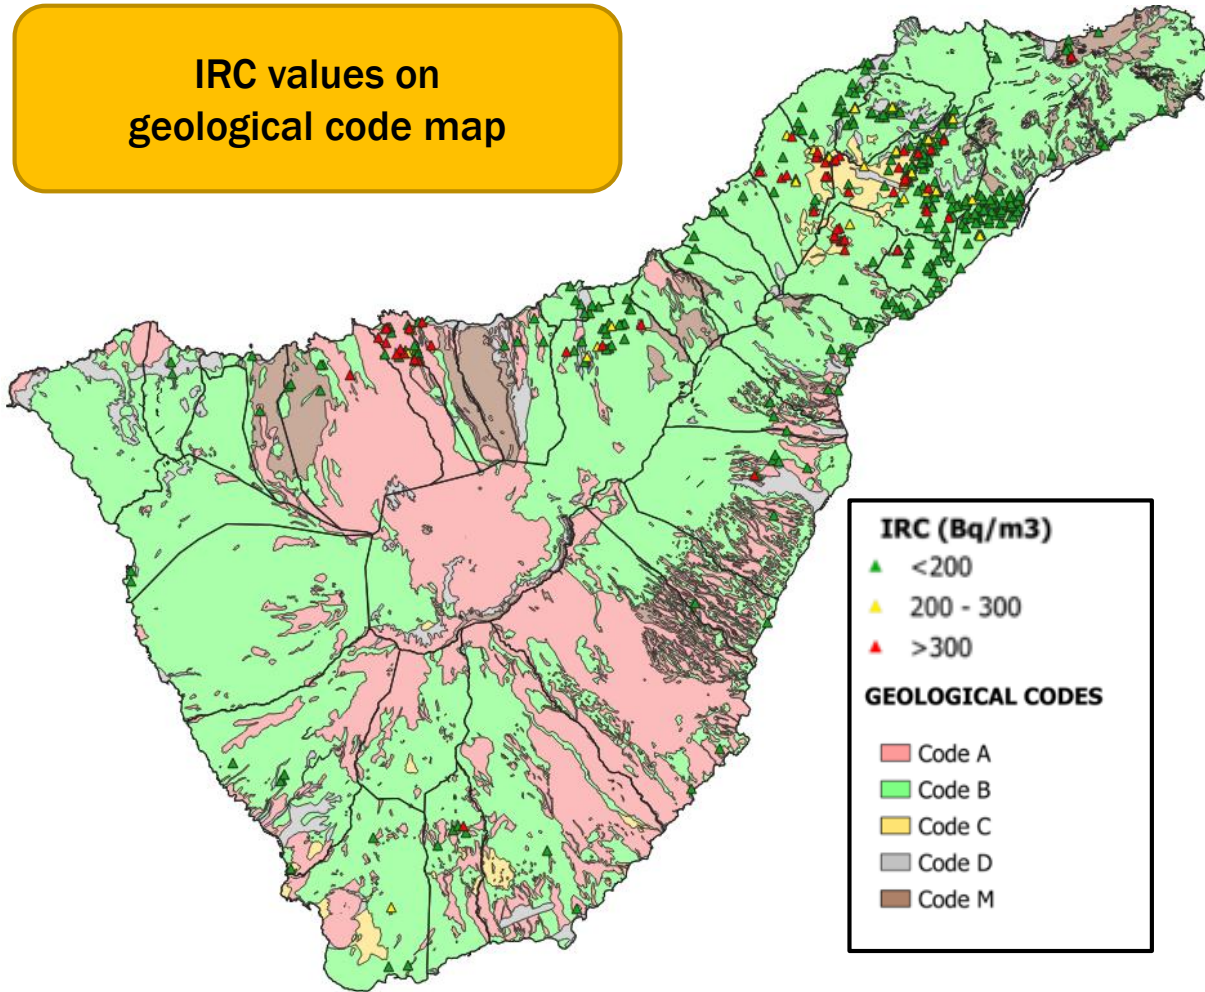 IRC values on
geological code map
IRC (Bq/m3)
<200
200 - 300
>300
GEOLOGICAL CODES
Code A
Code B
Code C
Code D
Code M